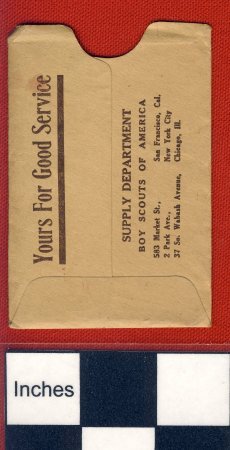 Yours For Good Service
SUPPLY DEPARTMENT
BOY SCOUTS OF AMERICA
583 Market St., San Francisco, Cal.
2 Park Ave., New York City
37 So. Wabash Avenue, Chicago, Ill.
Inches